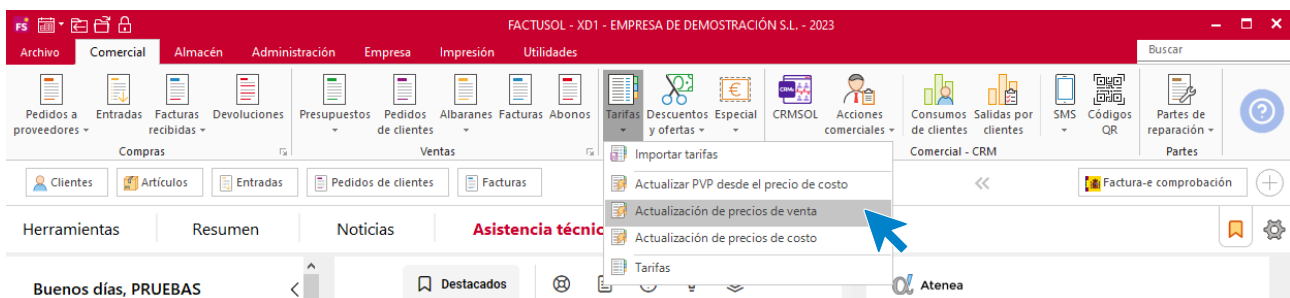 FS
FACTUSOL - XD1 - EMPRESA DE DEMOSTRACIÓN S.L. - 2023
Archivo Comercial Almacén Administración Empresa Impresión Utilidades Buscar
Pedidos a proveedores
Entradas
Facturas recibidas
Devoluciones
Presupuestos
Pedidos de clientes
Albaranes
Facturas
Abonos
Tarifas
Descuentos y ofertas
Especial
CRM
CRMSOL
Acciones comerciales
Consumos de clientes
Salidas por clientes
SMS
Códigos QR
Partes de reparación
?
Compras Ventas Comercial - CRM Partes
Importar tarifas
Clientes Artículos Entradas Pedidos de clientes Facturas Factura-e comprobación
Actualizar PVP desde el precio de costo
Actualización de precios de venta
Herramientas Resumen Noticias Asistencia técnic
Actualización de precios de costo
Tarifas
Buenos días, PRUEBAS Destacados Atenea